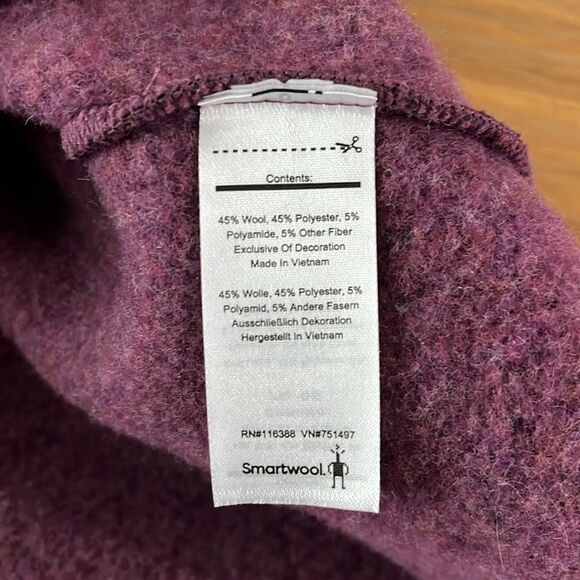 Contents:
45% Wool, 45% Polyester, 5%
Polyamide, 5% Other Fiber
Exclusive Of Decoration
Made In Vietnam
45% Wolle, 45% Polyester, 5%
Polyamid, 5% Andere Fasern
Ausschließlich Dekoration
Hergestellt In Vietnam
RN#116388 VN#751497
Smartwool.